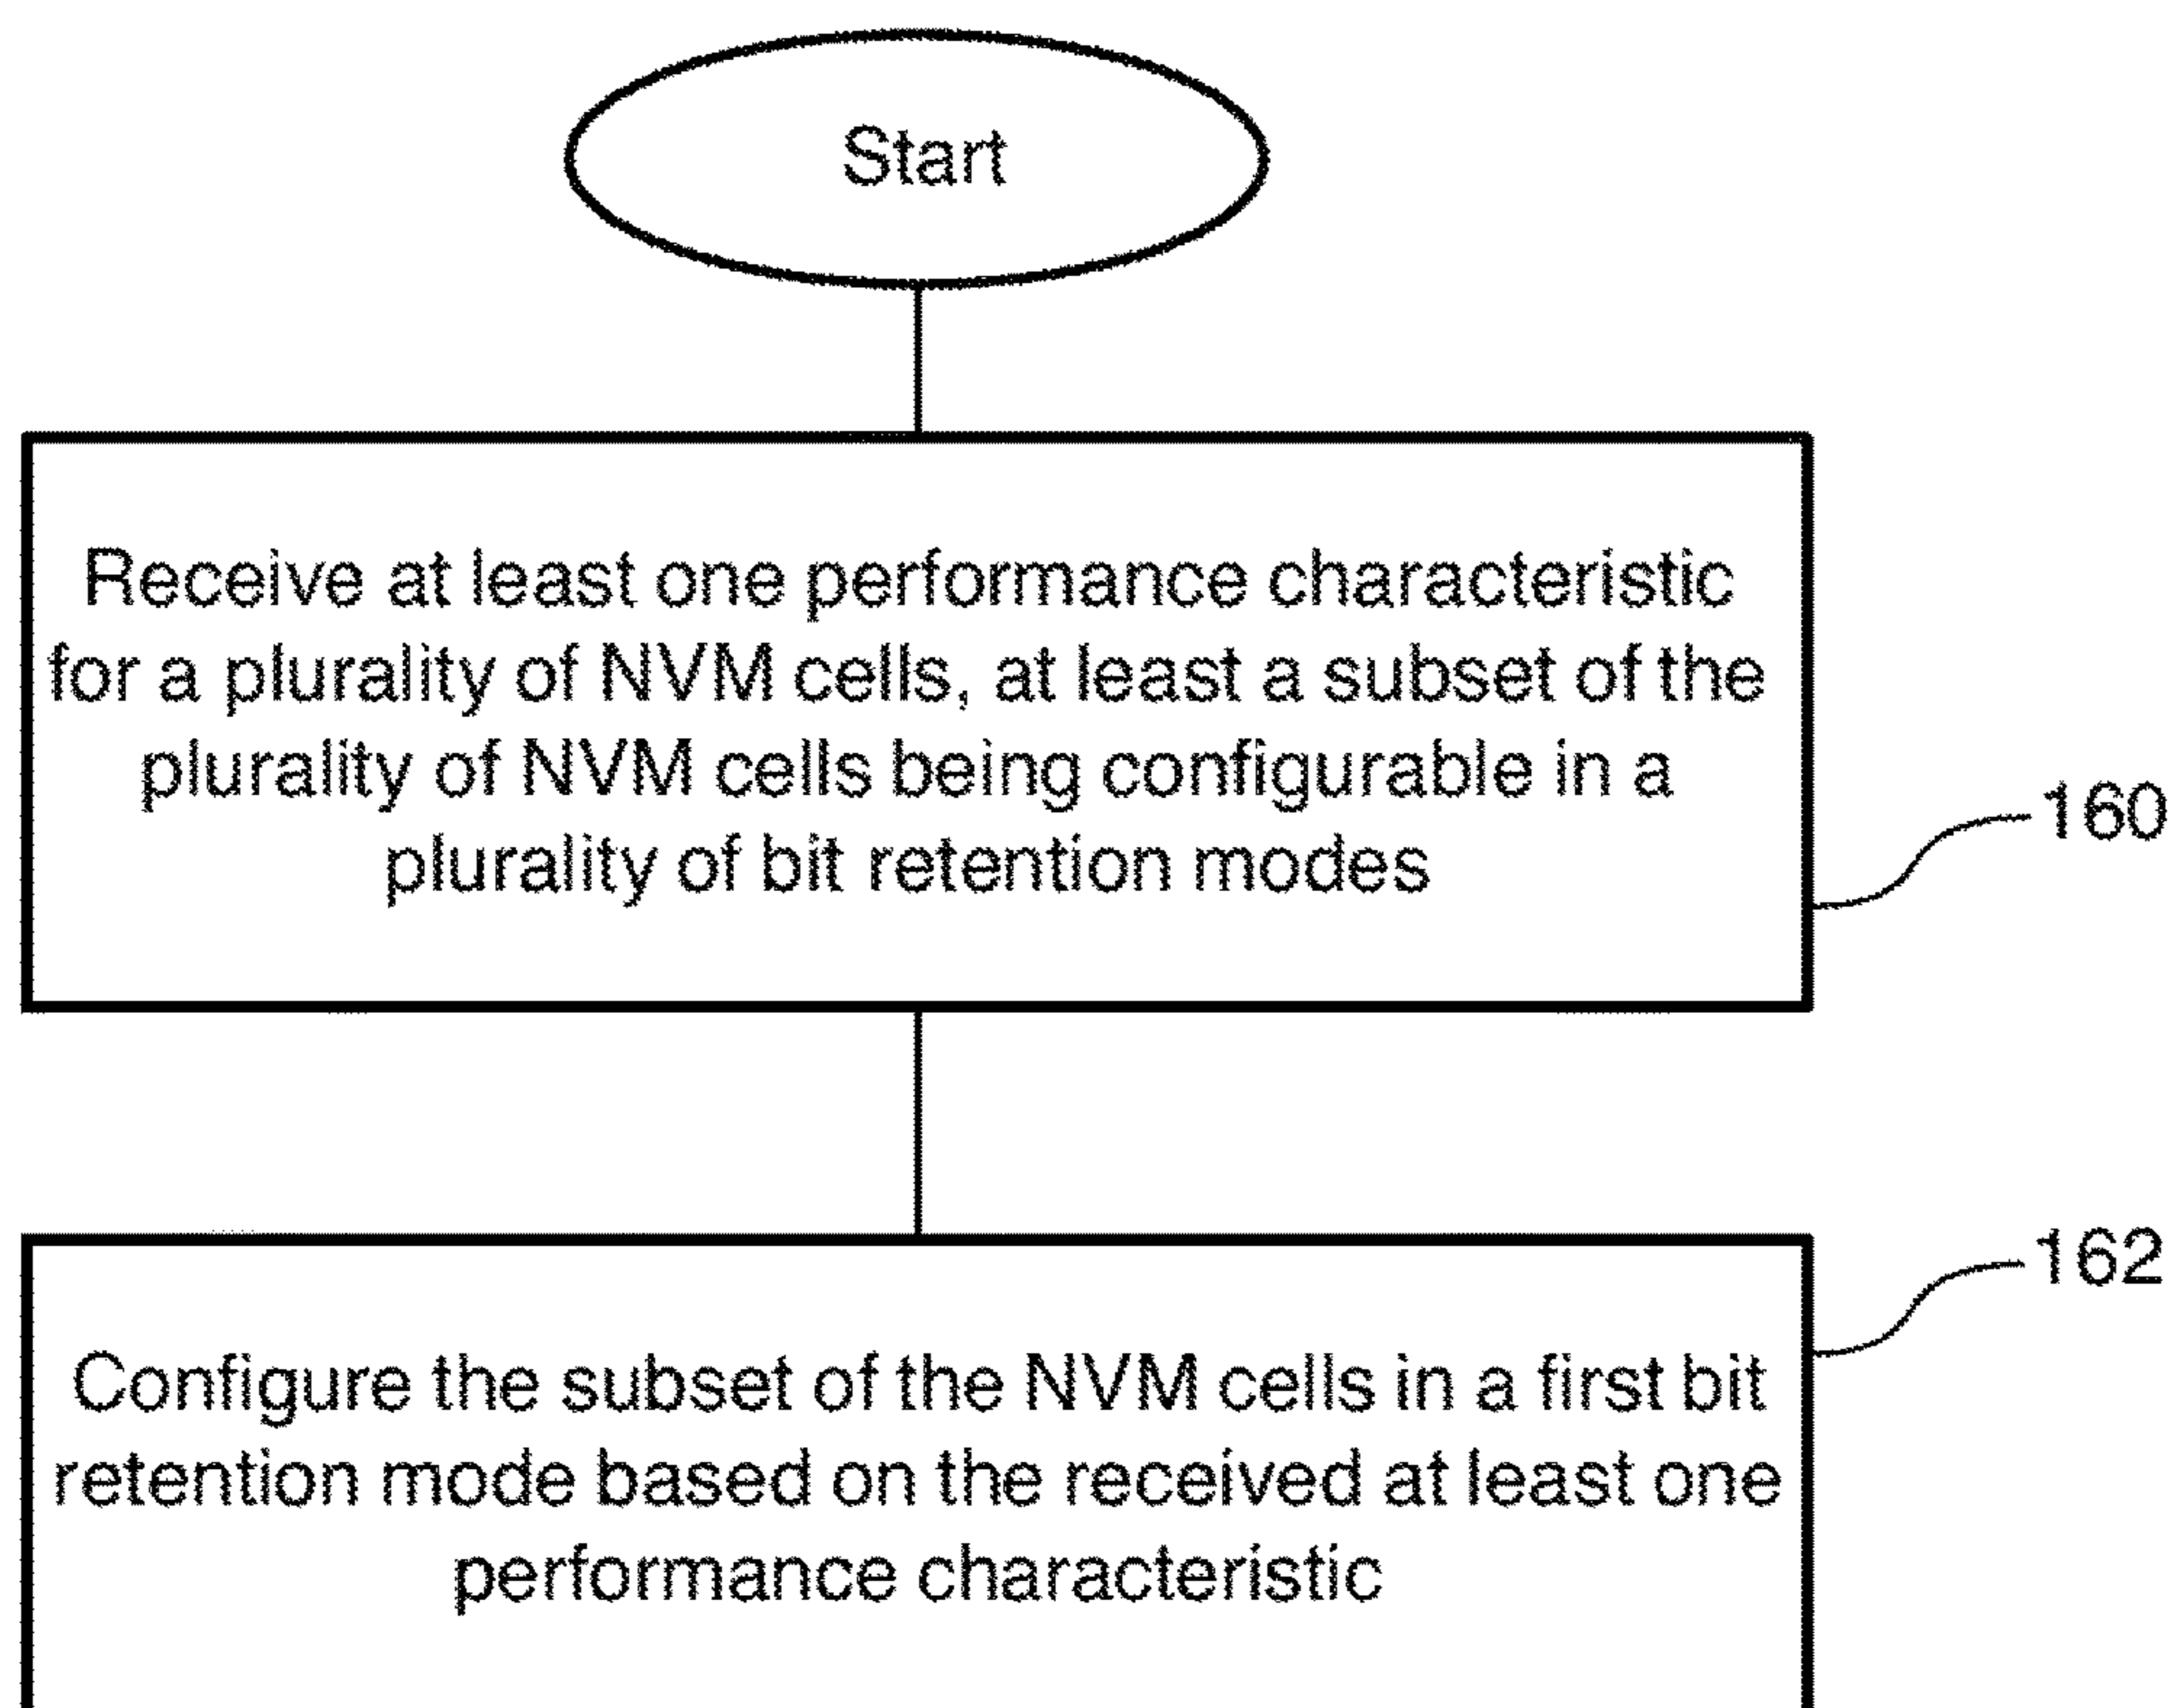 Start
Receive at least one performance characteristic
for a plurality of NVM cells, at least a subset of the
plurality of NVM cells being configurable in a
plurality of bit retention modes
160
162
Configure the subset of the NVM cells in a first bit
retention mode based on the received at least one
performance characteristic